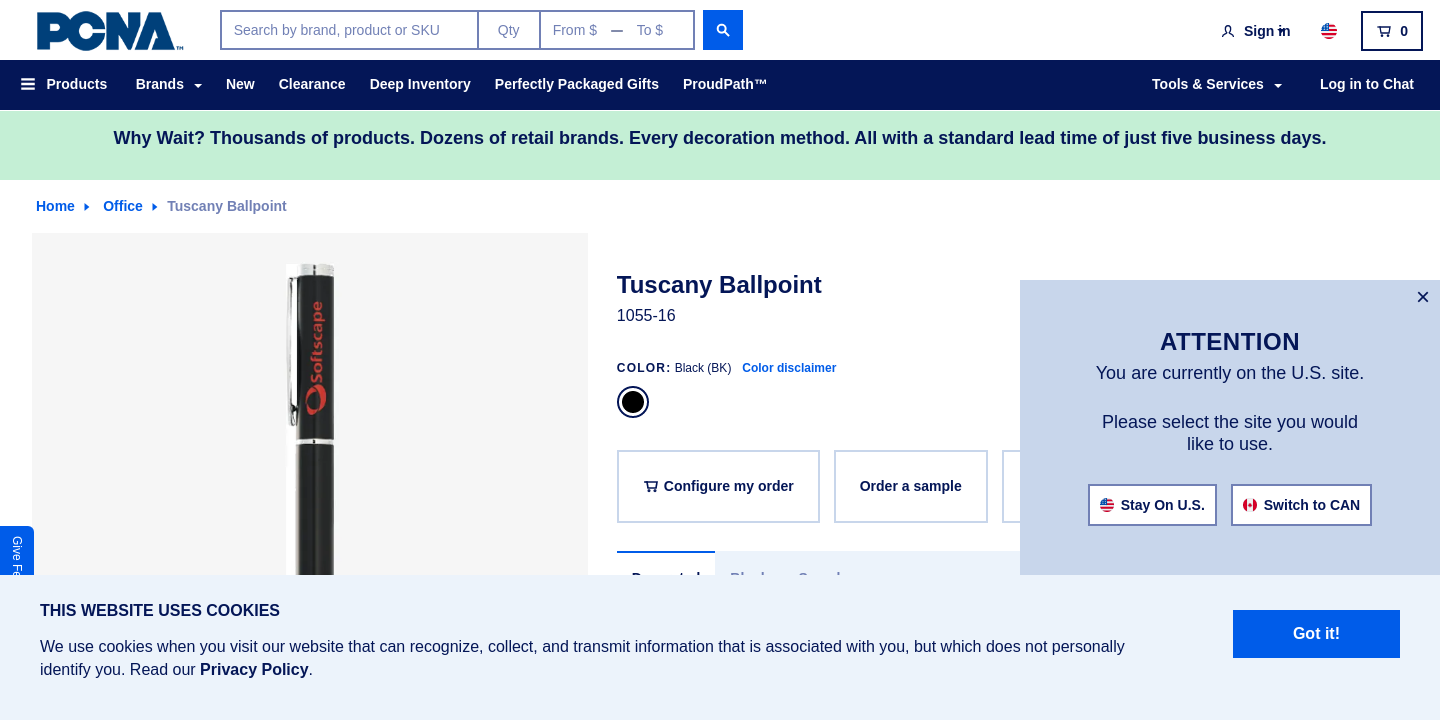 PCNA™
Search by brand, product or SKU
Qty
From $ — To $
Sign in
0
Products
Brands
New
Clearance
Deep Inventory
Perfectly Packaged Gifts
ProudPath™
Tools & Services
Log in to Chat
Why Wait? Thousands of products. Dozens of retail brands. Every decoration method. All with a standard lead time of just five business days.
Home
Office
Tuscany Ballpoint
Softscape
Tuscany Ballpoint
1055-16
COLOR: Black (BK) Color disclaimer
Configure my order
Order a sample
×
ATTENTION
You are currently on the U.S. site.
Please select the site you would
like to use.
Stay On U.S.
Switch to CAN
Give
THIS WEBSITE USES COOKIES
We use cookies when you visit our website that can recognize, collect, and transmit information that is associated with you, but which does not personally
identify you. Read our Privacy Policy.
Got it!